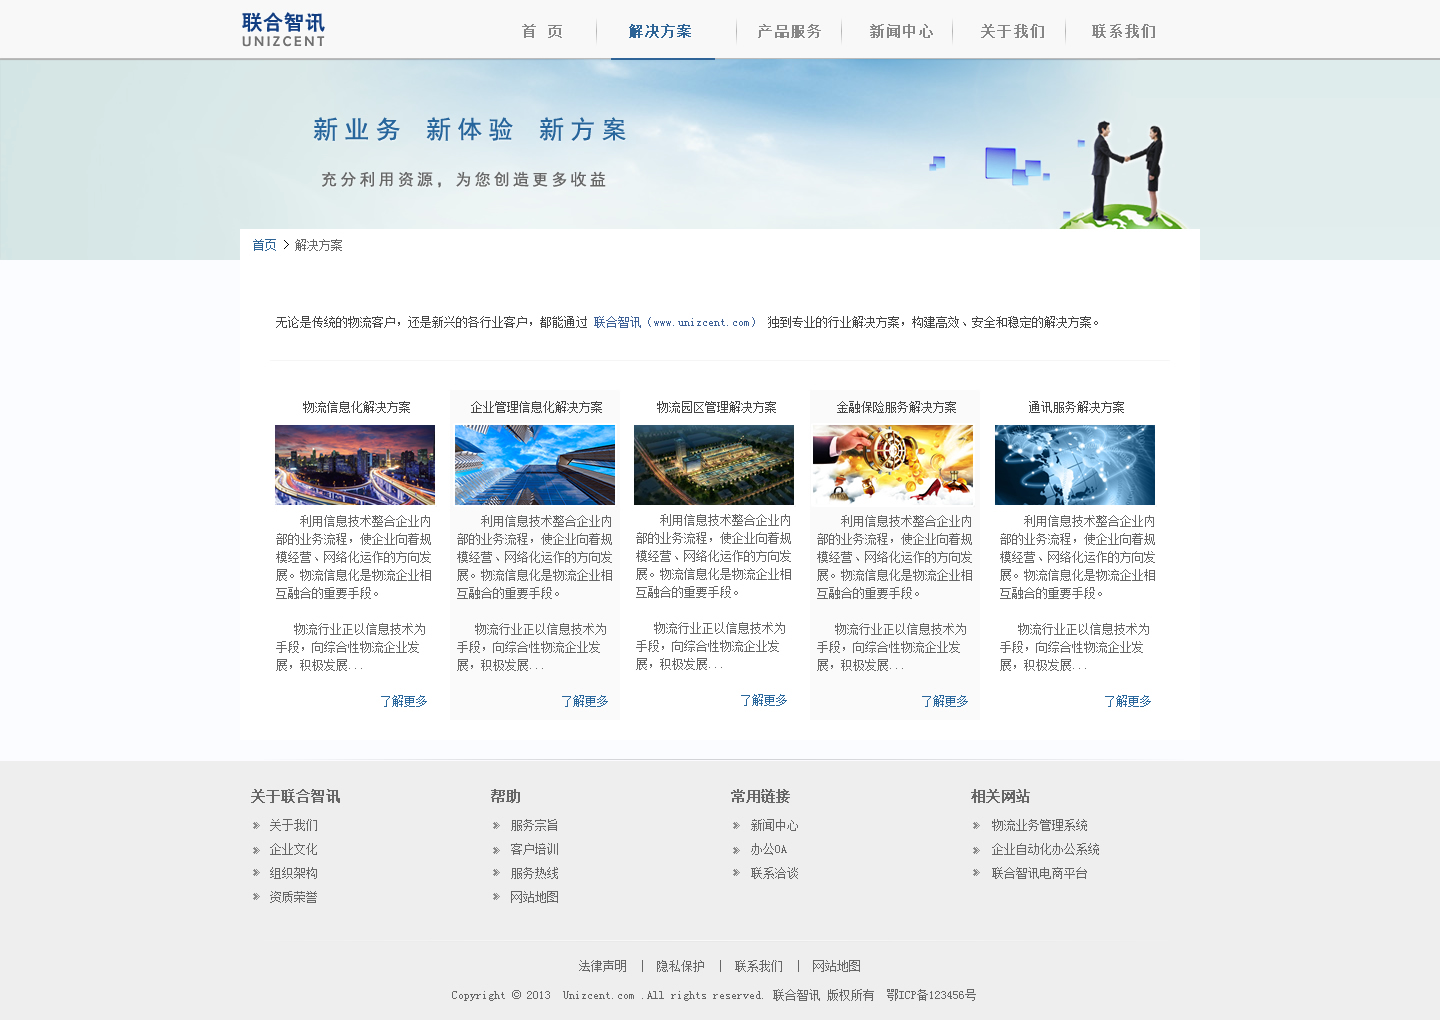 联合智讯
UNIZCENT
首 页
解决方案
产品服务
新闻中心
关于我们
联系我们
新业务 新体验 新方案
充分利用资源，为您创造更多收益
首页 > 解决方案
无论是传统的物流客户，还是新兴的各行业客户，都能通过 联合智讯（www.unizcent.com） 独到专业的行业解决方案，构建高效、安全和稳定的解决方案。
物流信息化解决方案
利用信息技术整合企业内
部的业务流程，使企业向着规
模经营、网络化运作的方向发
展。物流信息化是物流企业相
互融合的重要手段。
物流行业正以信息技术为
手段，向综合性物流企业发
展，积极发展...
了解更多
企业管理信息化解决方案
利用信息技术整合企业内
部的业务流程，使企业向着规
模经营、网络化运作的方向发
展。物流信息化是物流企业相
互融合的重要手段。
物流行业正以信息技术为
手段，向综合性物流企业发
展，积极发展...
了解更多
物流园区管理解决方案
利用信息技术整合企业内
部的业务流程，使企业向着规
模经营、网络化运作的方向发
展。物流信息化是物流企业相
互融合的重要手段。
物流行业正以信息技术为
手段，向综合性物流企业发
展，积极发展...
了解更多
金融保险服务解决方案
利用信息技术整合企业内
部的业务流程，使企业向着规
模经营、网络化运作的方向发
展。物流信息化是物流企业相
互融合的重要手段。
物流行业正以信息技术为
手段，向综合性物流企业发
展，积极发展...
了解更多
通讯服务解决方案
利用信息技术整合企业内
部的业务流程，使企业向着规
模经营、网络化运作的方向发
展。物流信息化是物流企业相
互融合的重要手段。
物流行业正以信息技术为
手段，向综合性物流企业发
展，积极发展...
了解更多
关于联合智讯
关于我们
企业文化
组织架构
资质荣誉
帮助
服务宗旨
客户培训
服务热线
网站地图
常用链接
新闻中心
办公OA
联系洽谈
相关网站
物流业务管理系统
企业自动化办公系统
联合智讯电商平台
法律声明 | 隐私保护 | 联系我们 | 网站地图
Copyright © 2013 Unizcent.com .All rights reserved. 联合智讯 版权所有 鄂ICP备123456号